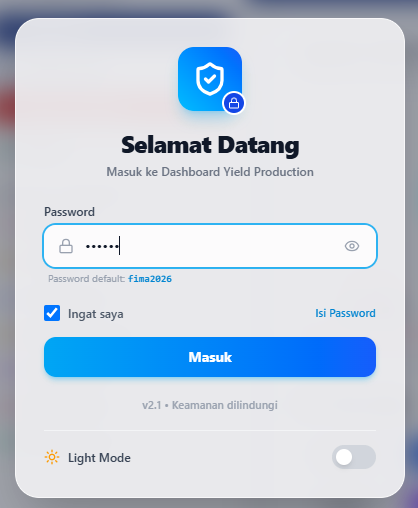 Selamat Datang
Masuk ke Dashboard Yield Production
Password
••••••
Password default: fima2026
Ingat saya
Isi Password
Masuk
v2.1 • Keamanan dilindungi
Light Mode